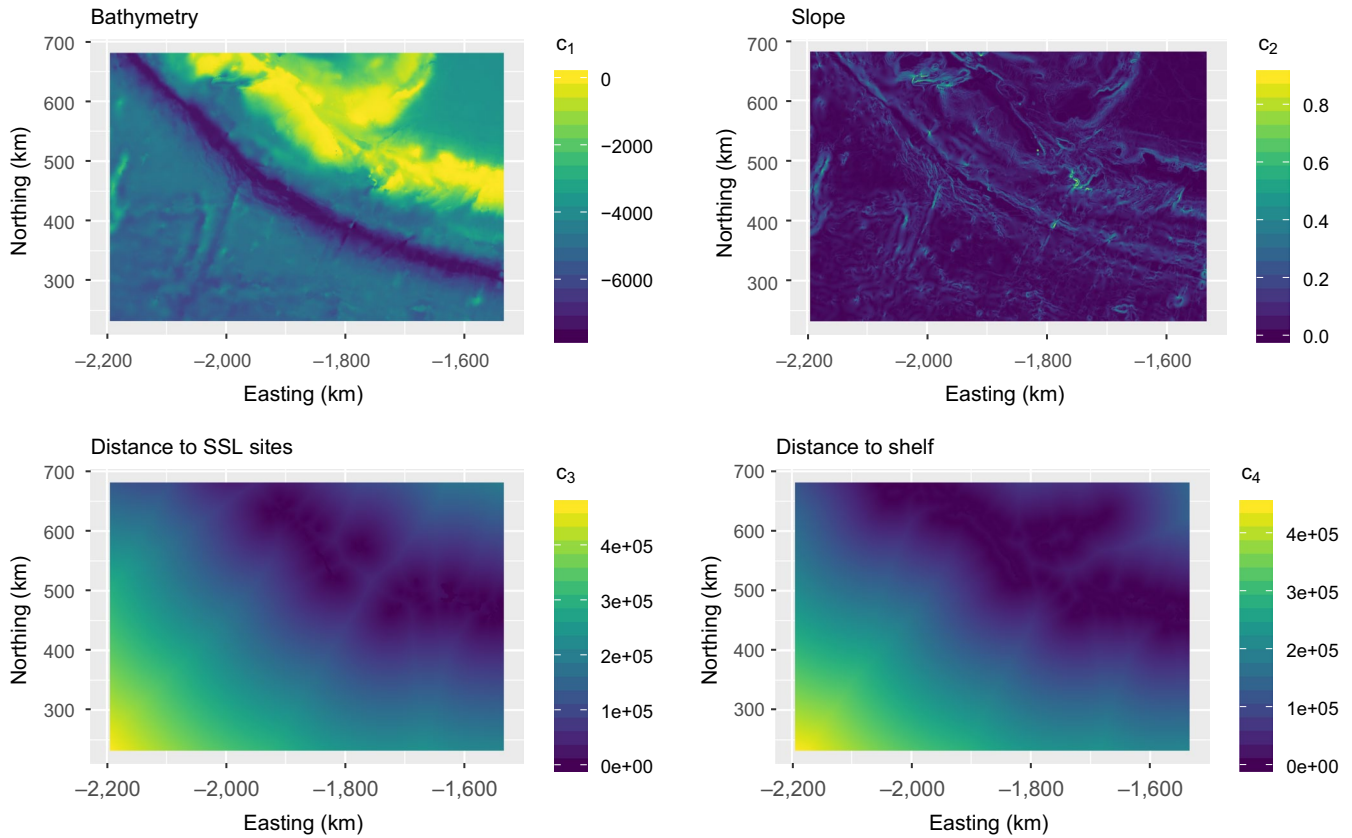 Bathymetry
700
600
500
400
300
Northing (km)
–2,200
–2,000
–1,800
–1,600
Easting (km)
c1
0
−2000
−4000
−6000
Slope
700
600
500
400
300
Northing (km)
–2,200
–2,000
–1,800
–1,600
Easting (km)
c2
0.8
0.6
0.4
0.2
0.0
Distance to SSL sites
700
600
500
400
300
Northing (km)
–2,200
–2,000
–1,800
–1,600
Easting (km)
c3
4e+05
3e+05
2e+05
1e+05
0e+00
Distance to shelf
700
600
500
400
300
Northing (km)
–2,200
–2,000
–1,800
–1,600
Easting (km)
c4
4e+05
3e+05
2e+05
1e+05
0e+00